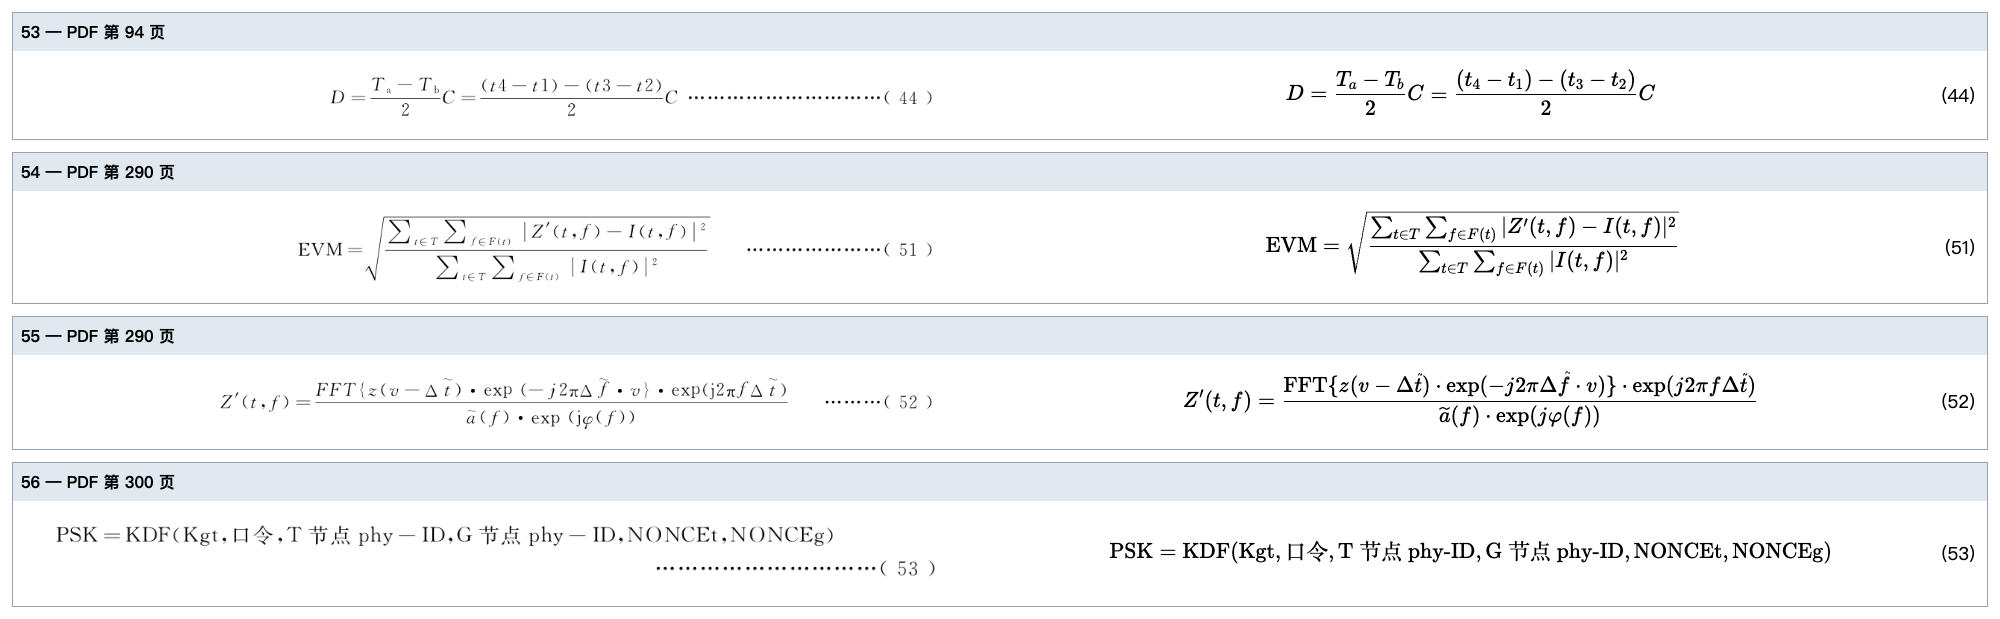 53 — PDF 第 94 页
D = (T_a − T_b)/2 C = ((t4−t1)−(t3−t2))/2 C …………………………( 44 )
D = (T_a − T_b)/2 C = ((t_4 − t_1) − (t_3 − t_2))/2 C (44)
54 — PDF 第 290 页
EVM = √(∑_{t∈T} ∑_{f∈F(t)} |Z′(t,f)−I(t,f)|² / ∑_{t∈T} ∑_{f∈F(t)} |I(t,f)|²) …………………( 51 )
EVM = √(∑_{t∈T} ∑_{f∈F(t)} |Z′(t, f) − I(t, f)|² / ∑_{t∈T} ∑_{f∈F(t)} |I(t, f)|²) (51)
55 — PDF 第 290 页
Z′(t,f) = FFT{z(v−Δt̃)•exp(−j2πΔf̃•v}•exp(j2πfΔt̃) / ã(f)•exp(jφ(f)) ………( 52 )
Z′(t, f) = FFT{z(v − Δt̃) · exp(−j2πΔf̃ · v)} · exp(j2πfΔt̃) / ã(f) · exp(jφ(f)) (52)
56 — PDF 第 300 页
PSK=KDF(Kgt,口令,T 节点 phy－ID,G 节点 phy－ID,NONCEt,NONCEg)
…………………………( 53 )
PSK = KDF(Kgt, 口令, T 节点 phy-ID, G 节点 phy-ID, NONCEt, NONCEg) (53)